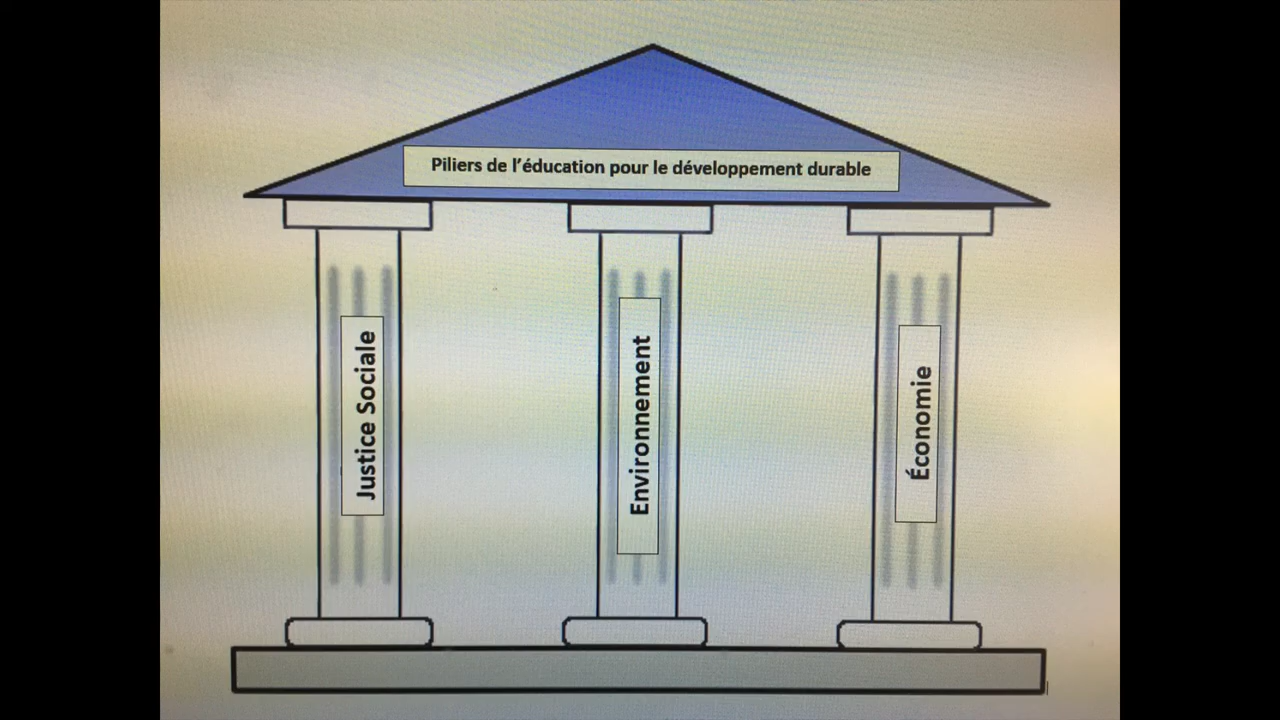 Piliers de l'éducation pour le développement durable
Justice Sociale
Environnement
Économie